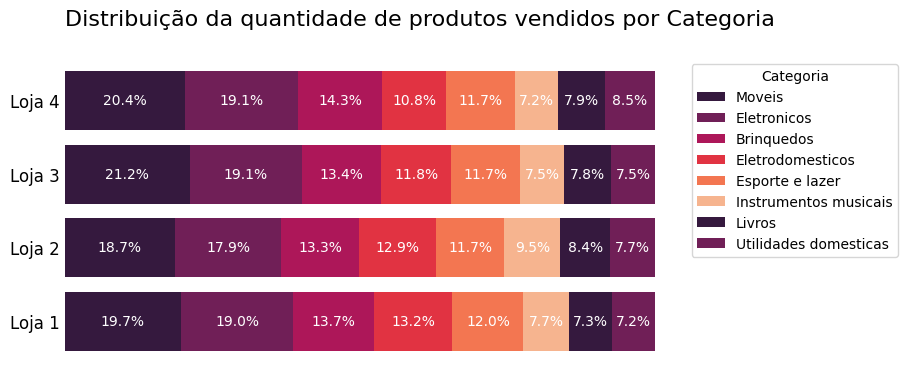 Distribuição da quantidade de produtos vendidos por Categoria
Loja 4 20.4% 19.1% 14.3% 10.8% 11.7% 7.2% 7.9% 8.5%
Loja 3 21.2% 19.1% 13.4% 11.8% 11.7% 7.5% 7.8% 7.5%
Loja 2 18.7% 17.9% 13.3% 12.9% 11.7% 9.5% 8.4% 7.7%
Loja 1 19.7% 19.0% 13.7% 13.2% 12.0% 7.7% 7.3% 7.2%
Categoria
Moveis
Eletronicos
Brinquedos
Eletrodomesticos
Esporte e lazer
Instrumentos musicais
Livros
Utilidades domesticas